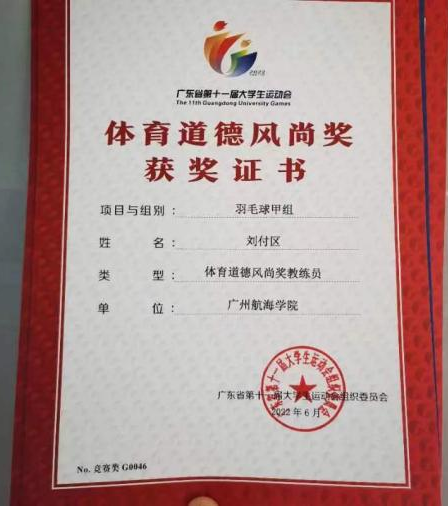 广东省第十一届大学生运动会
The 11th Guangdong University Games
体育道德风尚奖
获奖证书
项目与组别： 羽毛球甲组
姓 名： 刘付区
类 型： 体育道德风尚奖教练员
单 位： 广州航海学院
广东省第十一届大学生运动会组织委员会
2022 年 6 月
No. 竞赛类 G0046